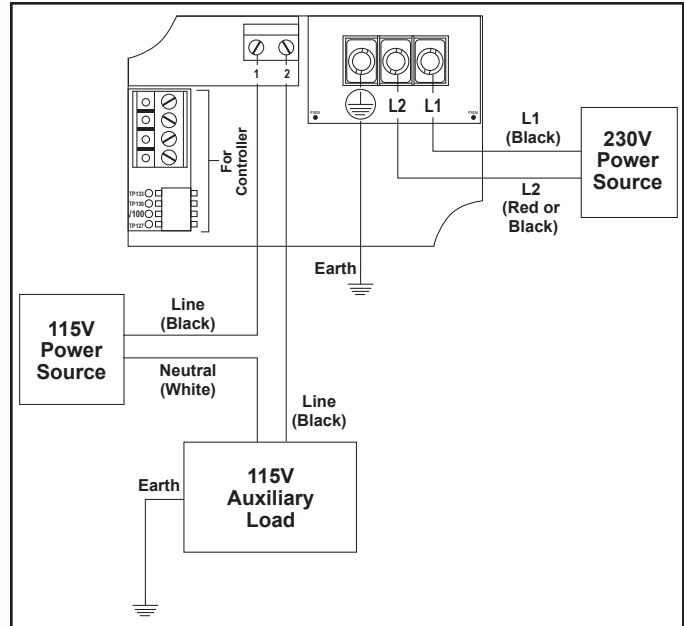 1 2
L2 L1
For
Controller
TP133
TP130
V100
TP127
L1
(Black)
230V
Power
Source
L2
(Red or
Black)
Earth
115V
Power
Source
Line
(Black)
Neutral
(White)
Line
(Black)
Earth
115V
Auxiliary
Load